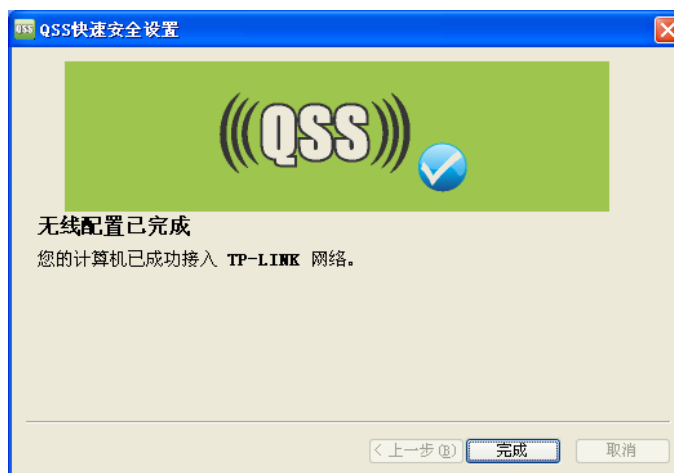 QSS QSS快速安全设置
(((QSS)))
无线配置已完成
您的计算机已成功接入 TP-LINK 网络。
< 上一步(B) 完成 取消